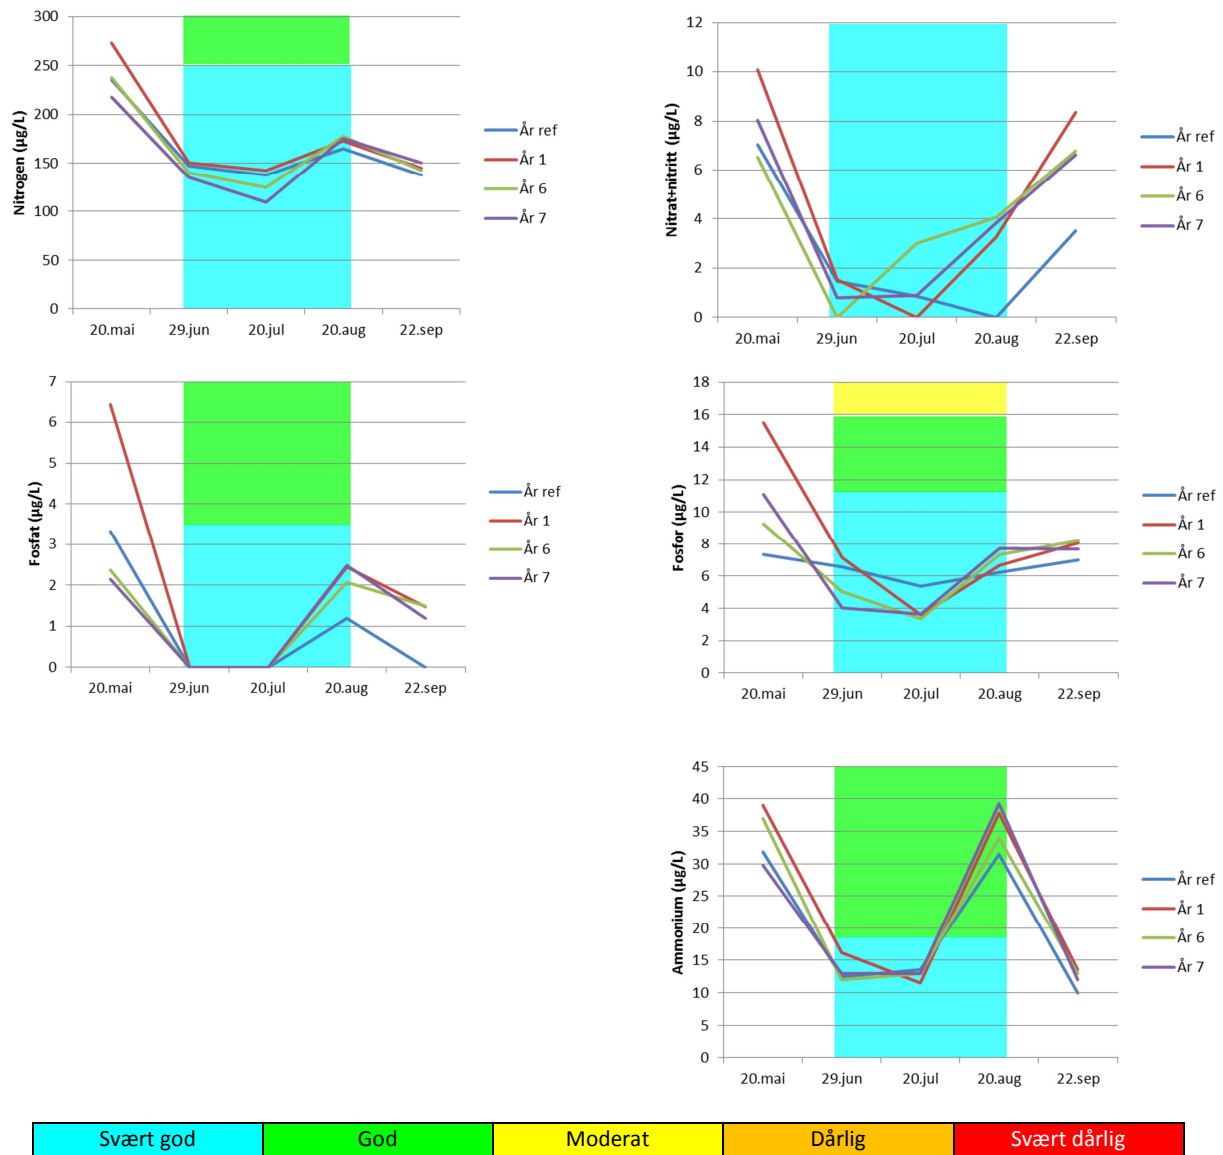 Nitrogen (µg/L)
300
250
200
150
100
50
0
20.mai 29.jun 20.jul 20.aug 22.sep
År ref
År 1
År 6
År 7
Nitrat+nitritt (µg/L)
12
10
8
6
4
2
0
20.mai 29.jun 20.jul 20.aug 22.sep
År ref
År 1
År 6
År 7
Fosfat (µg/L)
7
6
5
4
3
2
1
0
20.mai 29.jun 20.jul 20.aug 22.sep
År ref
År 1
År 6
År 7
Fosfor (µg/L)
18
16
14
12
10
8
6
4
2
0
20.mai 29.jun 20.jul 20.aug 22.sep
År ref
År 1
År 6
År 7
Ammonium (µg/L)
45
40
35
30
25
20
15
10
5
0
20.mai 29.jun 20.jul 20.aug 22.sep
År ref
År 1
År 6
År 7
Svært god God Moderat Dårlig Svært dårlig